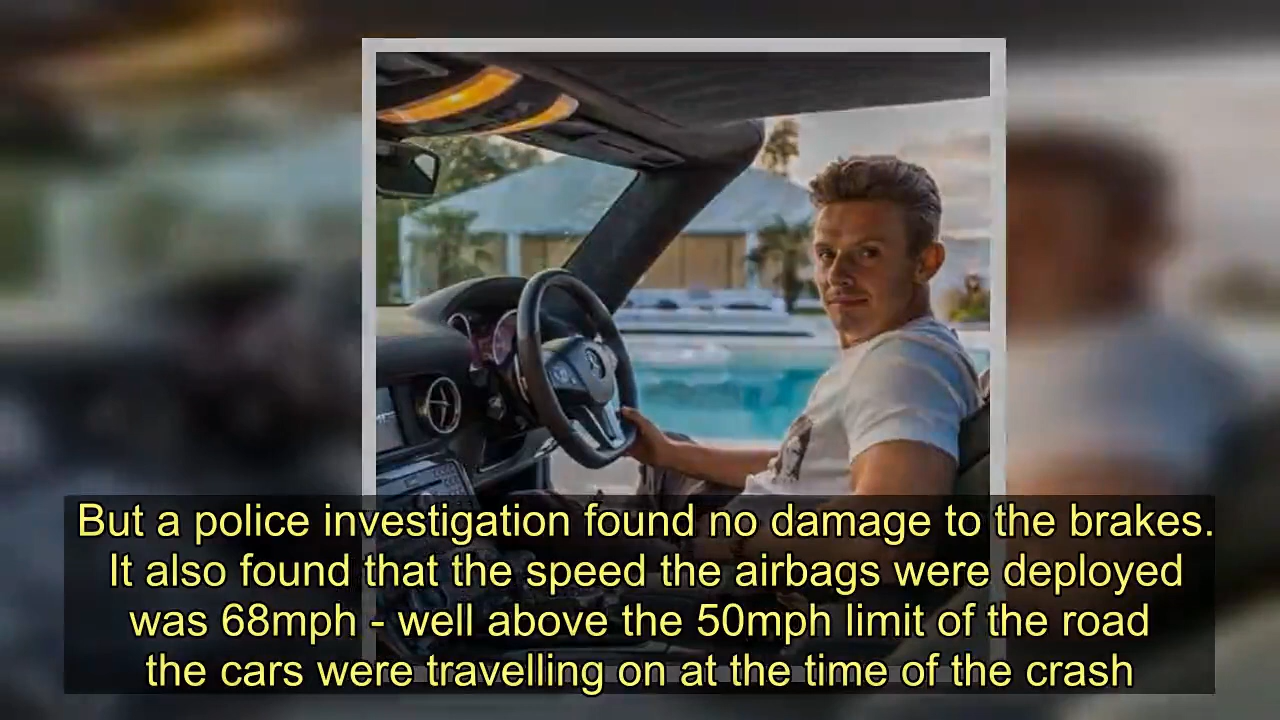 But a police investigation found no damage to the brakes.
It also found that the speed the airbags were deployed
was 68mph - well above the 50mph limit of the road
the cars were travelling on at the time of the crash